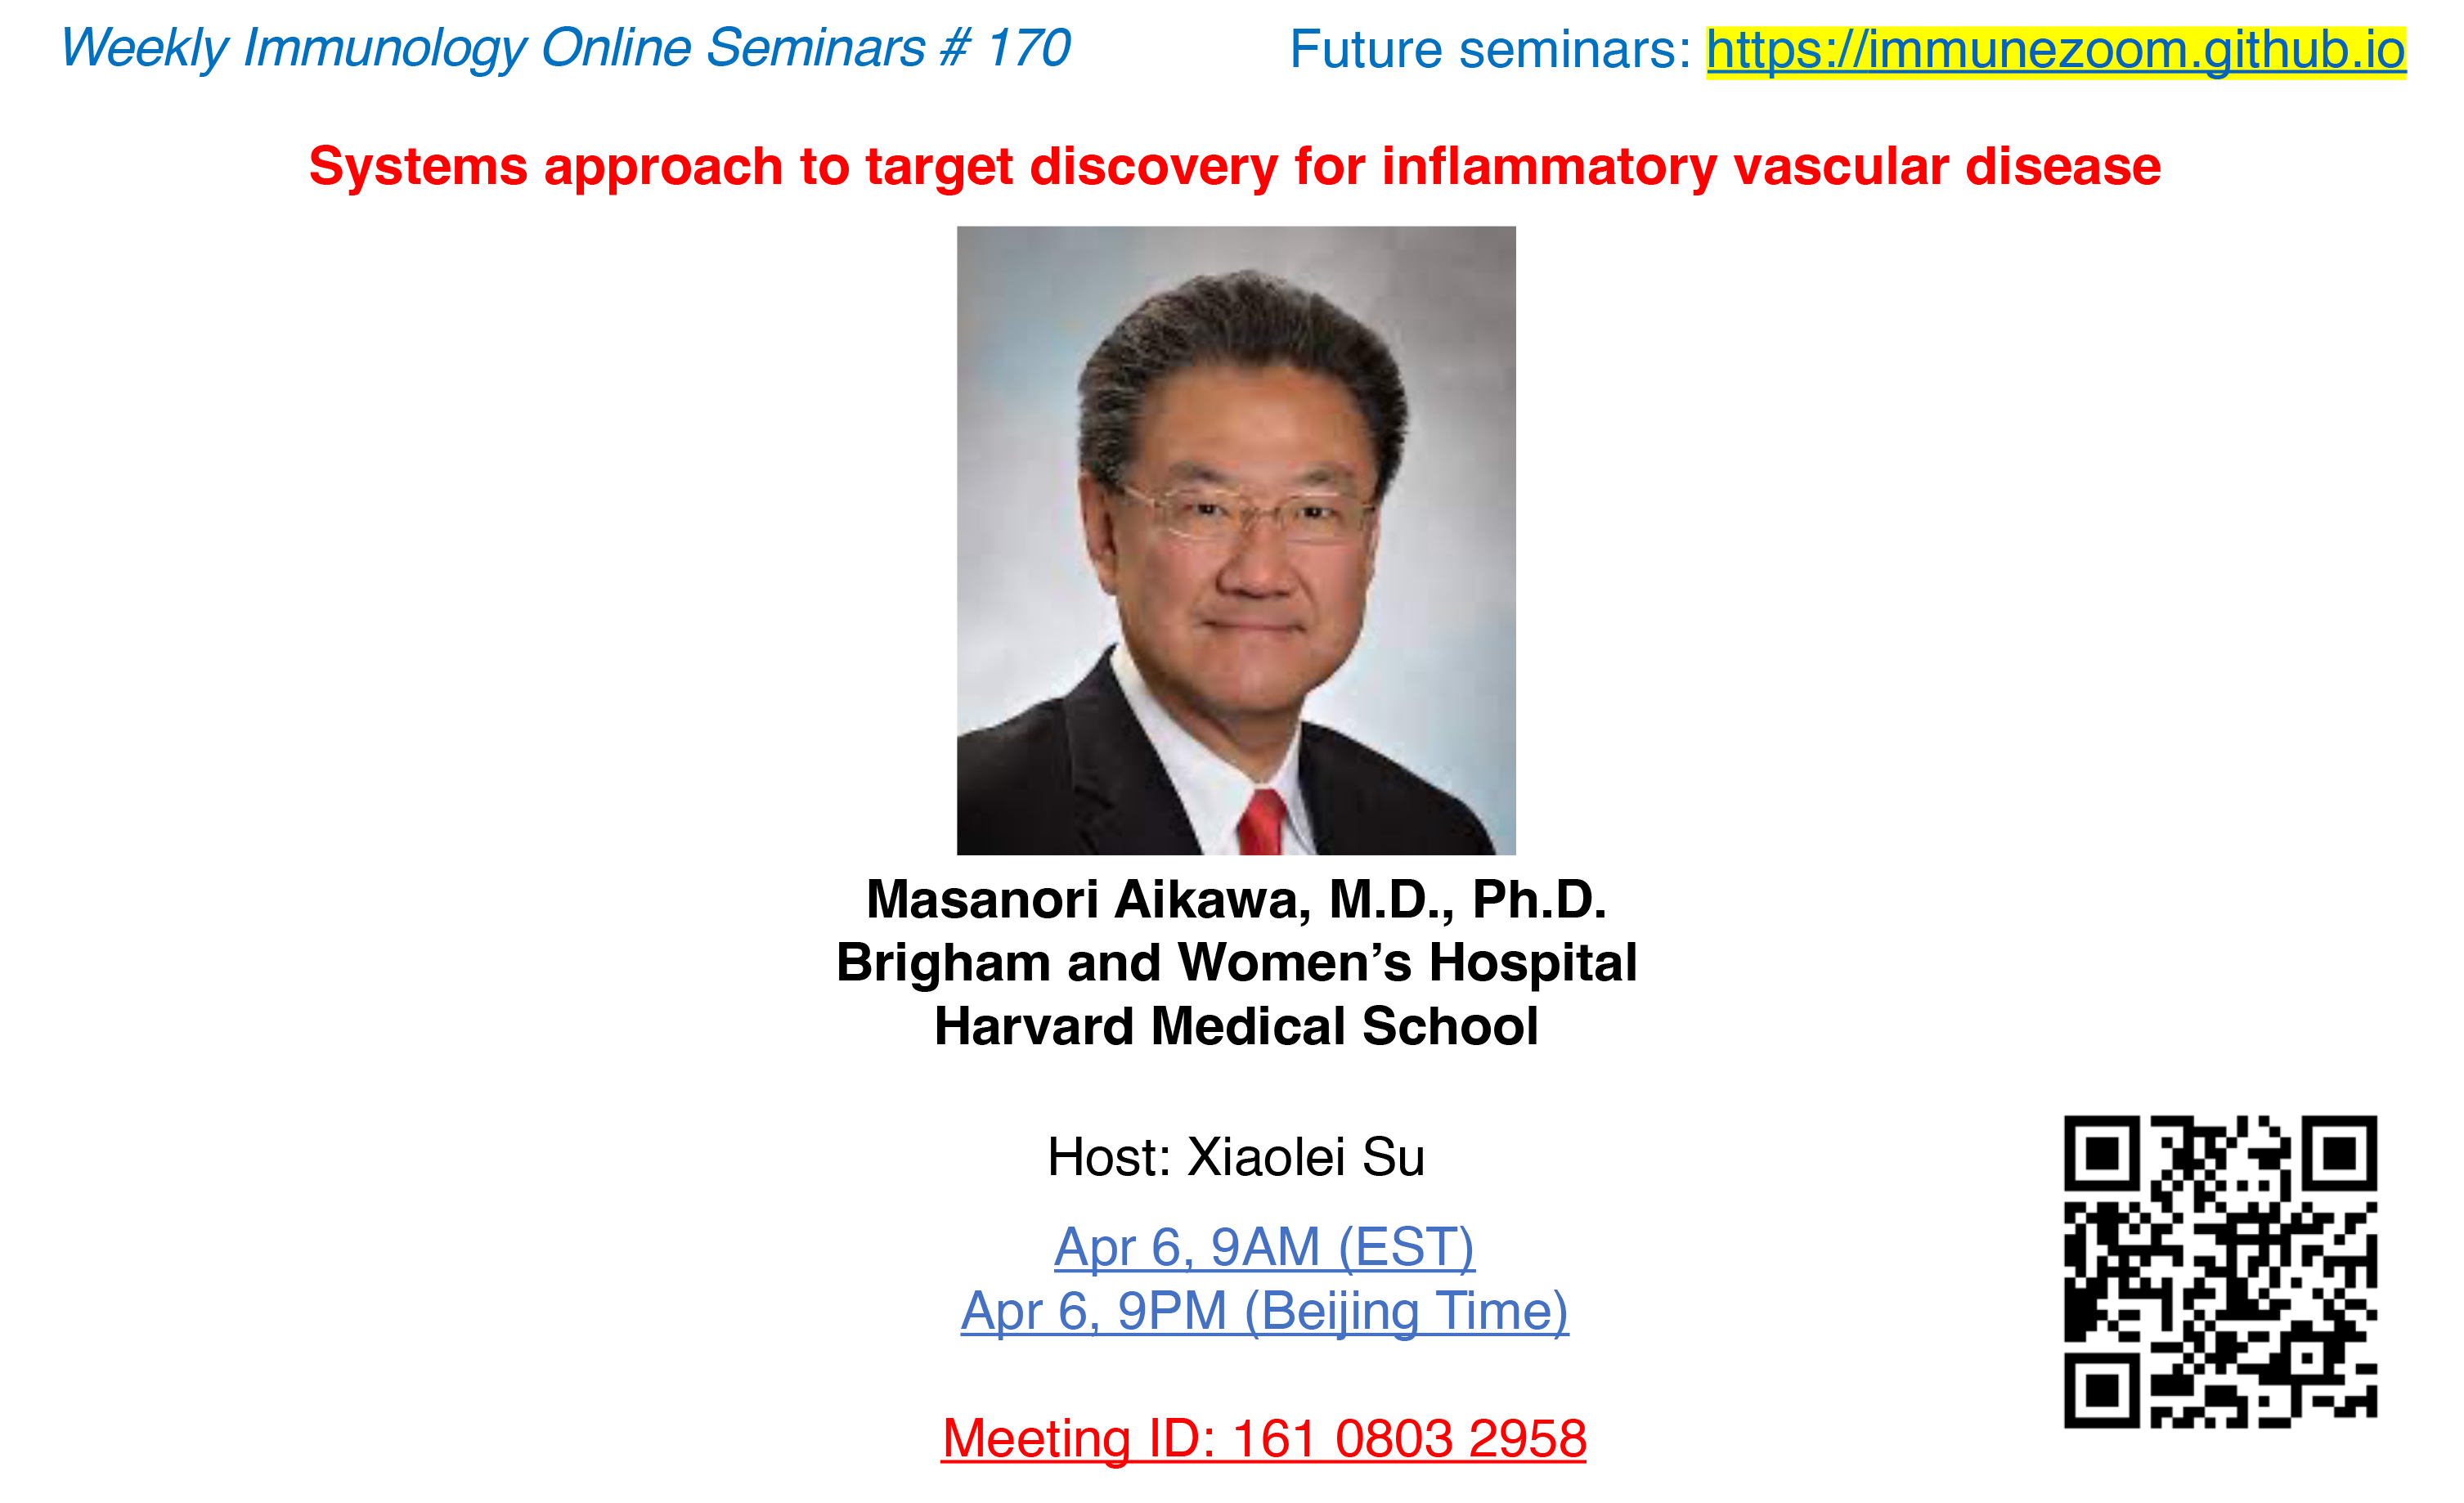 Weekly Immunology Online Seminars # 170
Future seminars: https://immunezoom.github.io
Systems approach to target discovery for inflammatory vascular disease
Masanori Aikawa, M.D., Ph.D.
Brigham and Women’s Hospital
Harvard Medical School
Host: Xiaolei Su
Apr 6, 9AM (EST)
Apr 6, 9PM (Beijing Time)
Meeting ID: 161 0803 2958